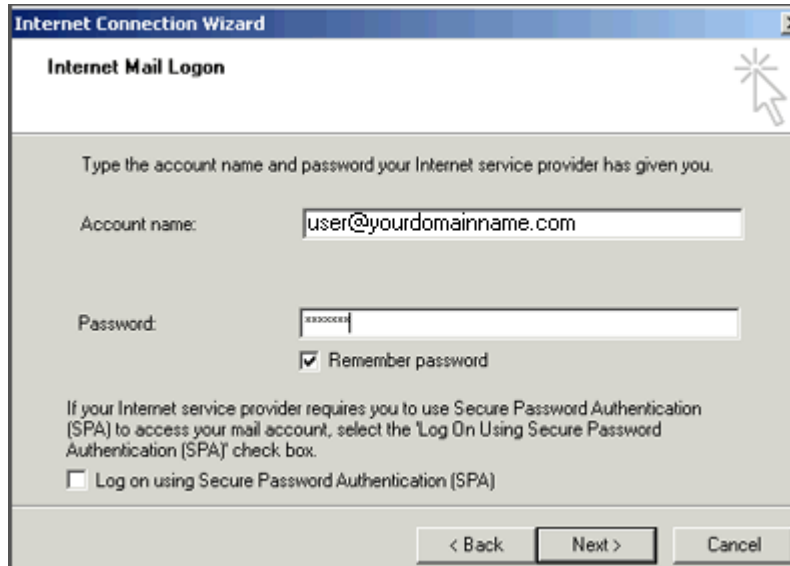 Internet Connection Wizard
Internet Mail Logon
Type the account name and password your Internet service provider has given you.
Account name:
user@yourdomainname.com
Password:
×××××××
Remember password
If your Internet service provider requires you to use Secure Password Authentication
(SPA) to access your mail account, select the 'Log On Using Secure Password
Authentication (SPA)' check box.
Log on using Secure Password Authentication (SPA)
< Back
Next >
Cancel